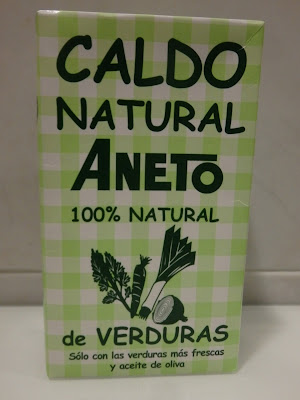 CALDO
NATURAL
ANETO
100% NATURAL
de VERDURAS
Sólo con las verduras más frescas
y aceite de oliva